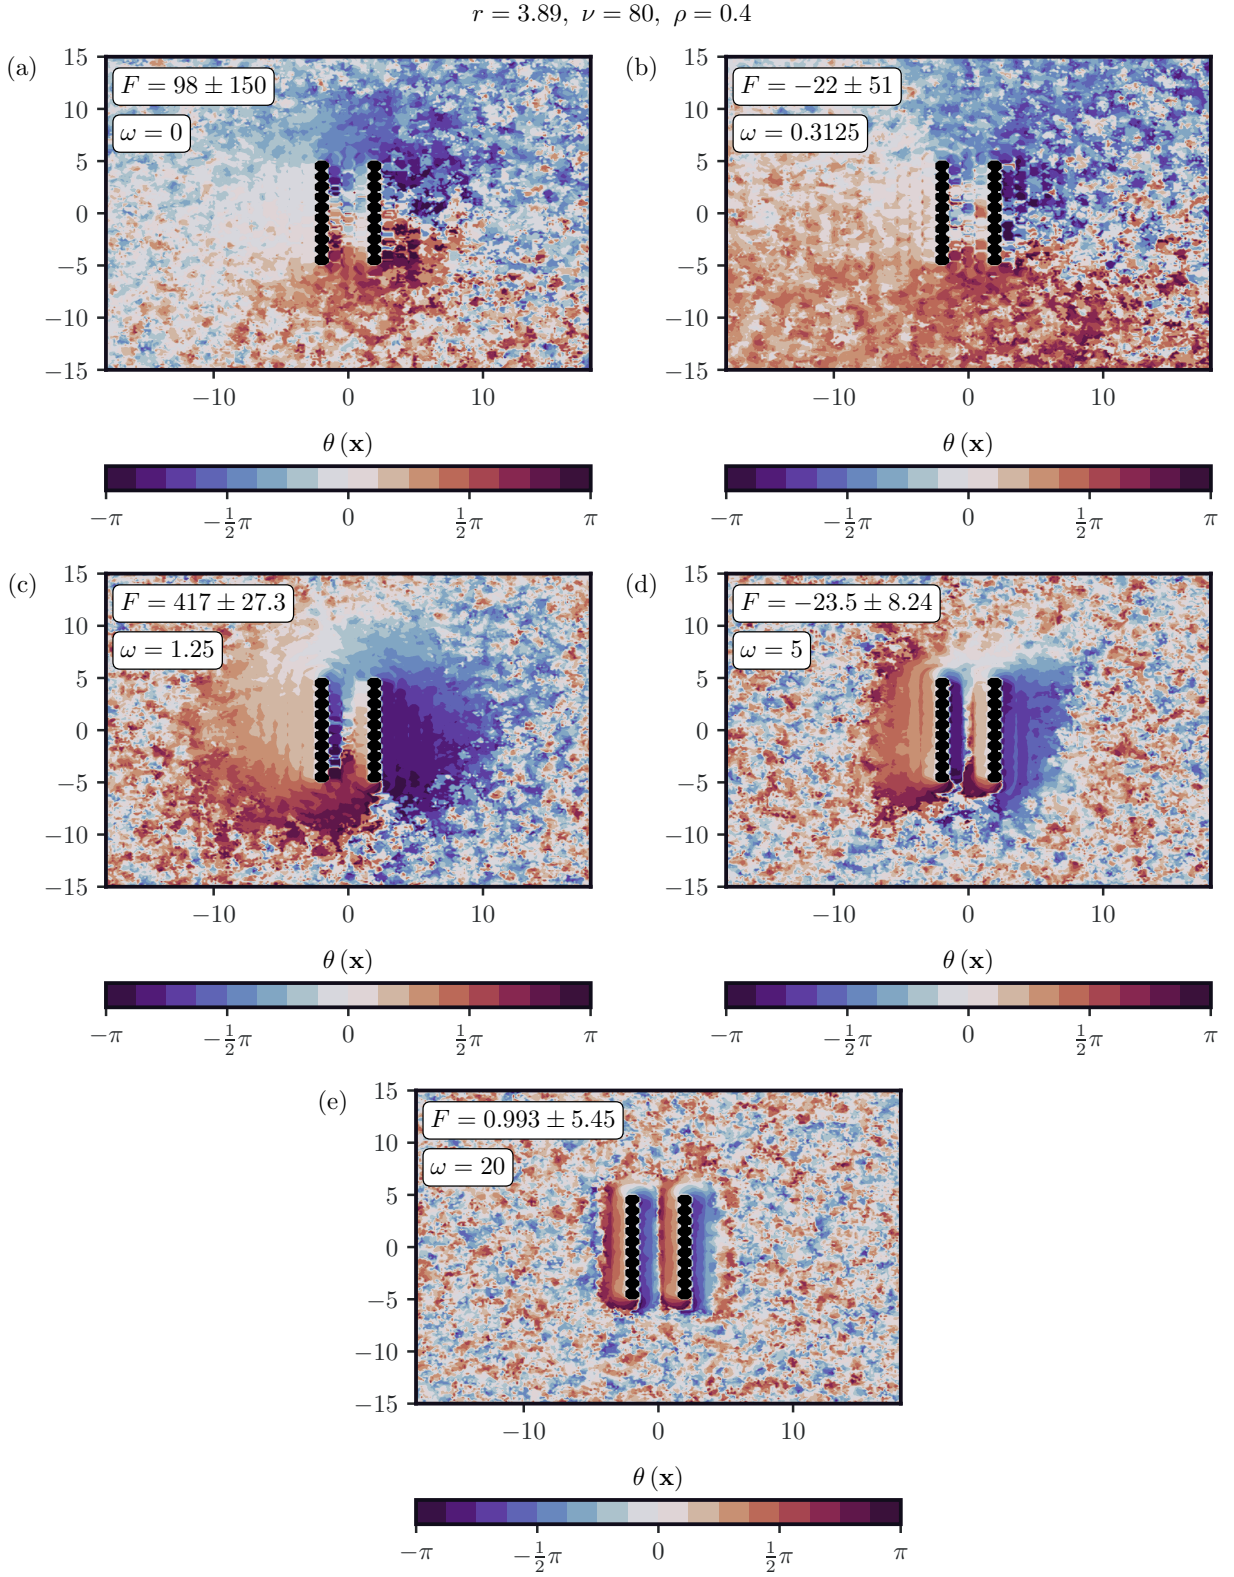 r = 3.89, ν = 80, ρ = 0.4
(a)
F = 98 ± 150
ω = 0
15
10
5
0
−5
−10
−15
−10 0 10
θ (x)
−π −½π 0 ½π π
(b)
F = −22 ± 51
ω = 0.3125
15
10
5
0
−5
−10
−15
−10 0 10
θ (x)
−π −½π 0 ½π π
(c)
F = 417 ± 27.3
ω = 1.25
15
10
5
0
−5
−10
−15
−10 0 10
θ (x)
−π −½π 0 ½π π
(d)
F = −23.5 ± 8.24
ω = 5
15
10
5
0
−5
−10
−15
−10 0 10
θ (x)
−π −½π 0 ½π π
(e)
F = 0.993 ± 5.45
ω = 20
15
10
5
0
−5
−10
−15
−10 0 10
θ (x)
−π −½π 0 ½π π